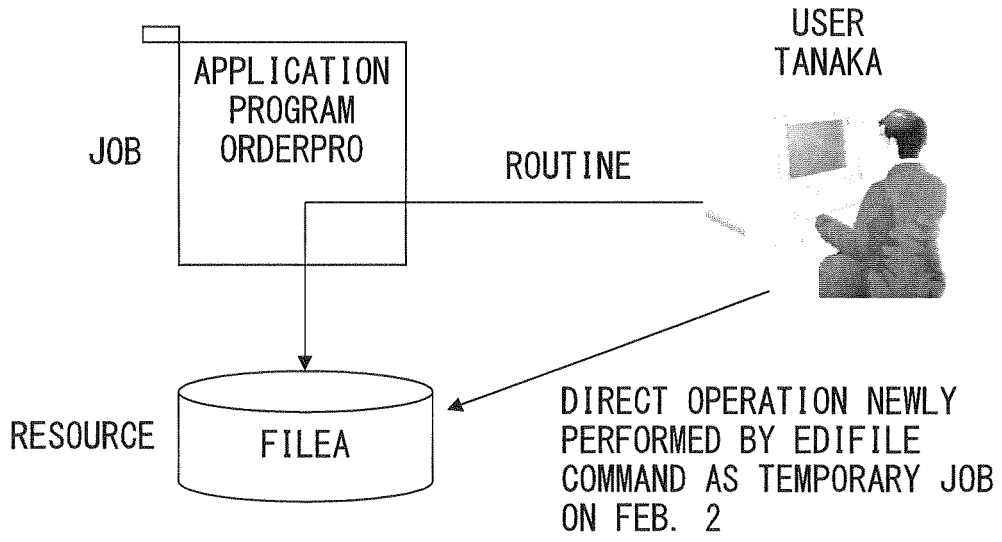 USER
TANAKA
APPLICATION
PROGRAM
ORDERPRO
JOB
ROUTINE
RESOURCE
FILEA
DIRECT OPERATION NEWLY
PERFORMED BY EDIFILE
COMMAND AS TEMPORARY JOB
ON FEB. 2